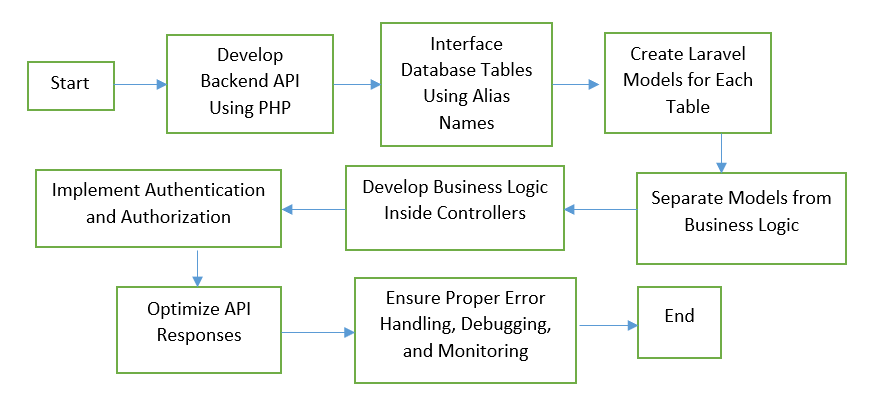 Start
Develop
Backend API
Using PHP
Interface
Database Tables
Using Alias
Names
Create Laravel
Models for Each
Table
Separate Models from
Business Logic
Develop Business Logic
Inside Controllers
Implement Authentication
and Authorization
Optimize API
Responses
Ensure Proper Error
Handling, Debugging,
and Monitoring
End